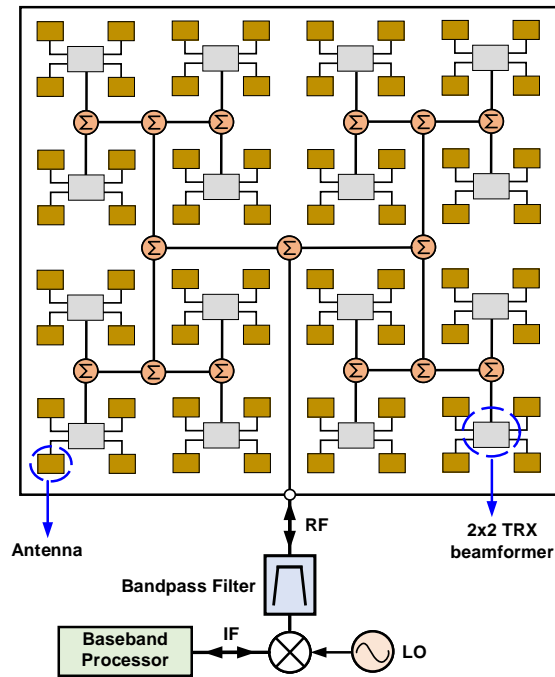 Σ Σ Σ Σ Σ Σ
Σ Σ Σ
Σ Σ Σ Σ Σ Σ
RF
Antenna
2x2 TRX
beamformer
Bandpass Filter
Baseband
Processor
IF
LO